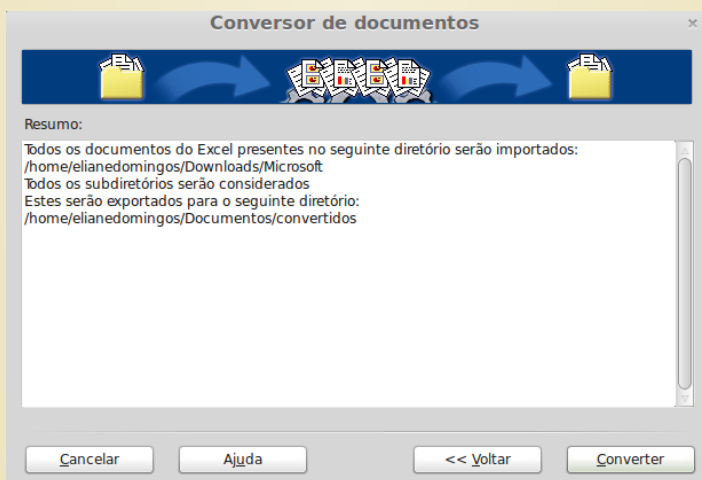 Conversor de documentos
Resumo:
Todos os documentos do Excel presentes no seguinte diretório serão importados:
/home/elianedomingos/Downloads/Microsoft
Todos os subdiretórios serão considerados
Estes serão exportados para o seguinte diretório:
/home/elianedomingos/Documentos/convertidos
Cancelar Ajuda << Voltar Converter